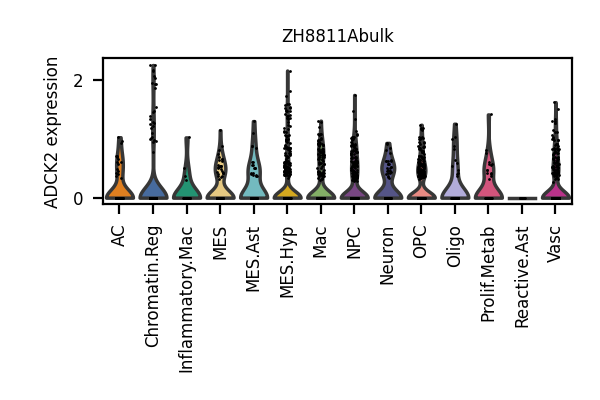 ZH8811Abulk
ADCK2 expression
2
0
AC
Chromatin.Reg
Inflammatory.Mac
MES
MES.Ast
MES.Hyp
Mac
NPC
Neuron
OPC
Oligo
Prolif.Metab
Reactive.Ast
Vasc